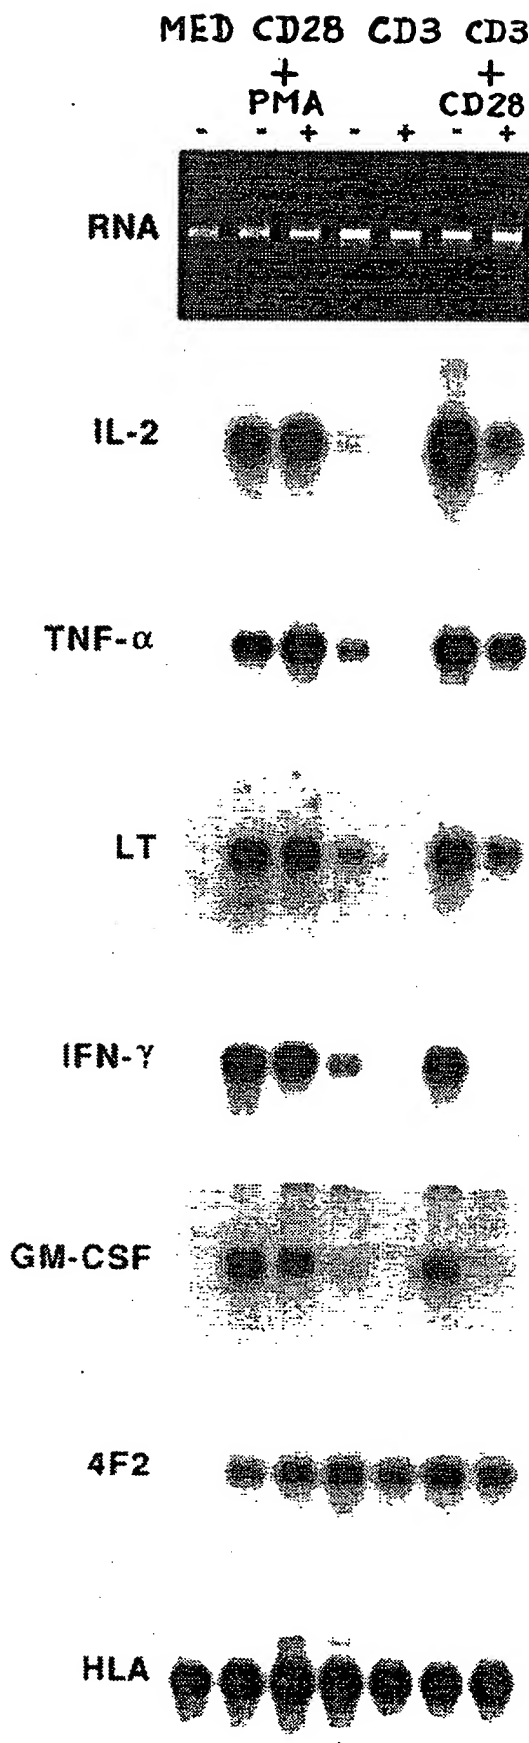 MED CD28 CD3 CD3
+ +
PMA CD28
- - + - + - +
RNA
IL-2
TNF-α
LT
IFN-γ
GM-CSF
4F2
HLA